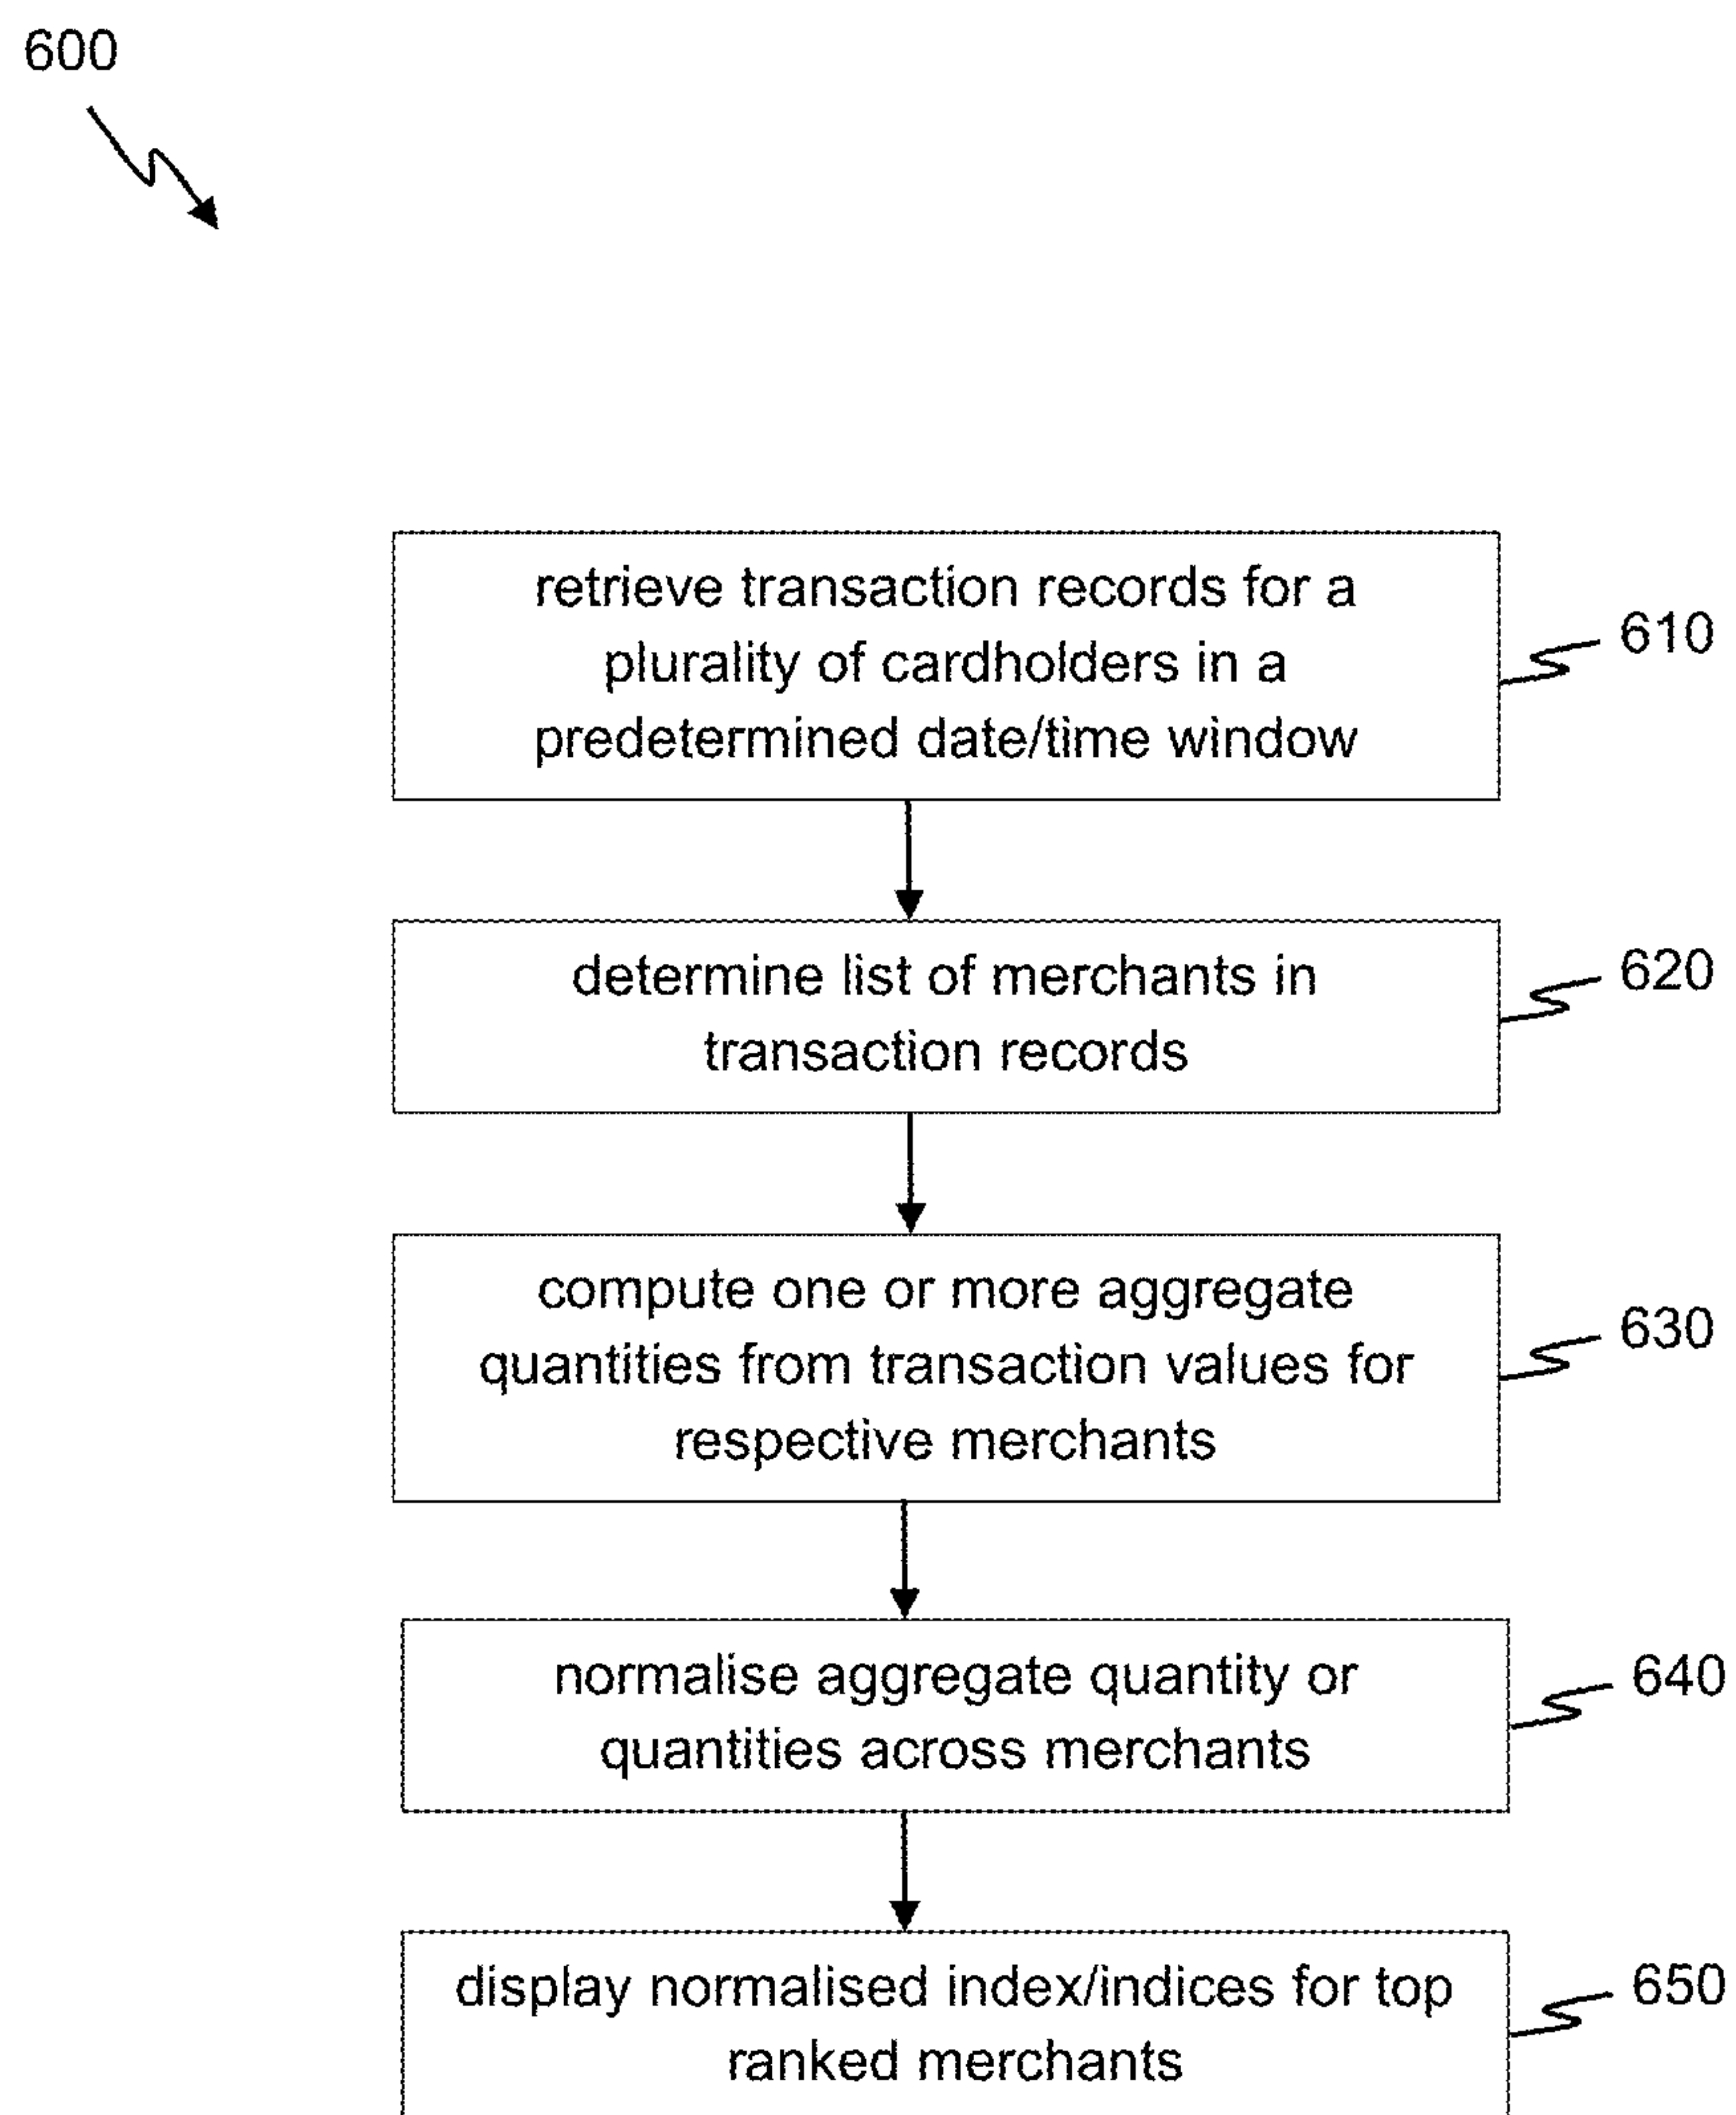 600
retrieve transaction records for a
plurality of cardholders in a
predetermined date/time window
610
determine list of merchants in
transaction records
620
compute one or more aggregate
quantities from transaction values for
respective merchants
630
normalise aggregate quantity or
quantities across merchants
640
display normalised index/indices for top
ranked merchants
650